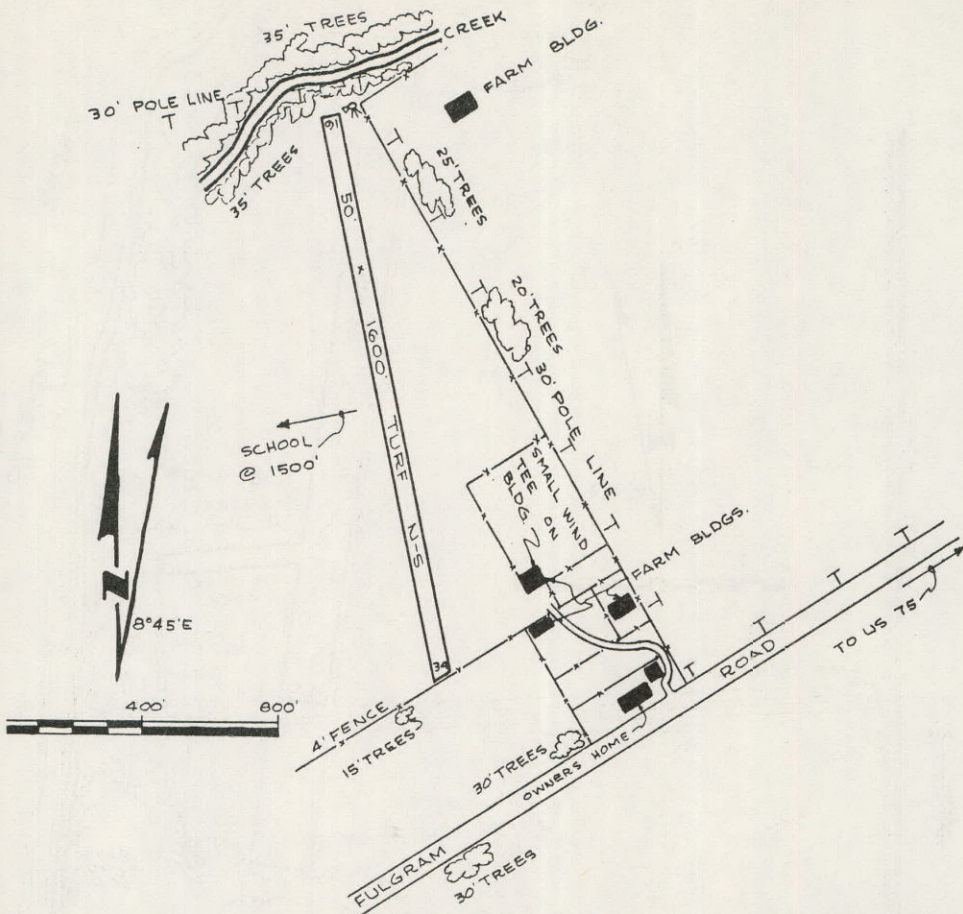 35' TREES
CREEK
FARM BLDG.
30' POLE LINE
T
T
35' TREES
16
T
25' TREES
T
50'
T
20' TREES
T
1600' TURF N-S
30' POLE LINE
T
T
SCHOOL
@ 1500'
SMALL WIND
TEE ON
BLDG.
N
8°45'E
FARM BLDGS.
T
T
T
T
T
TO US 75
ROAD
34
400'
800'
4' FENCE
15' TREES
30' TREES
OWNERS HOME
FULGRAM
30' TREES